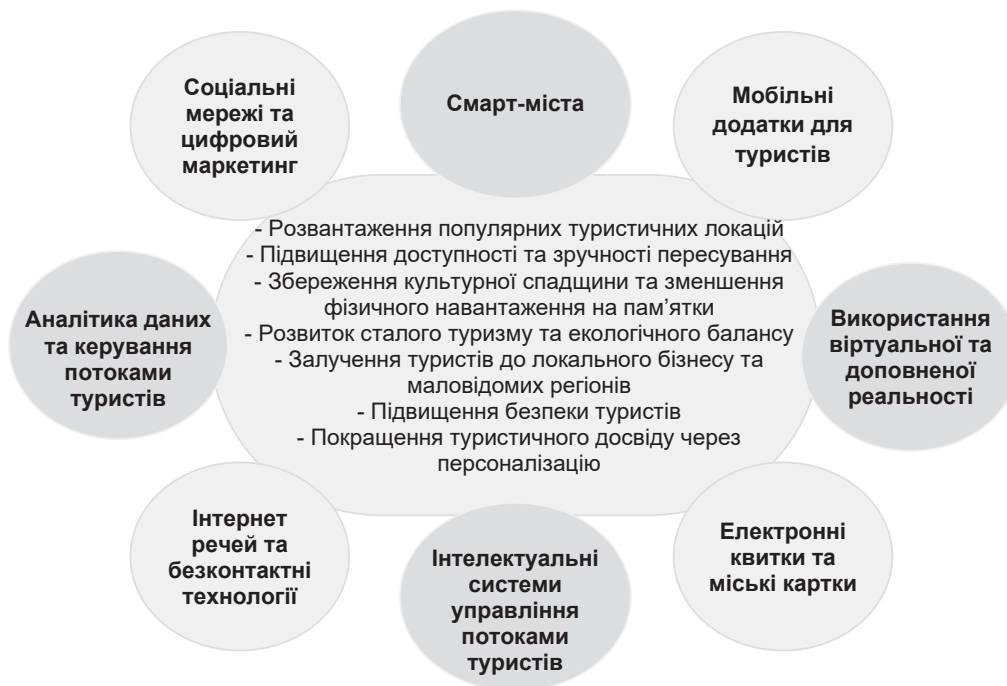 Соціальні
мережі та
цифровий
маркетинг
Смарт-міста
Мобільні
додатки для
туристів
- Розвантаження популярних туристичних локацій
- Підвищення доступності та зручності пересування
- Збереження культурної спадщини та зменшення
фізичного навантаження на пам’ятки
- Розвиток сталого туризму та екологічного балансу
- Залучення туристів до локального бізнесу та
маловідомих регіонів
- Підвищення безпеки туристів
- Покращення туристичного досвіду через
персоналізацію
Аналітика даних
та керування
потоками
туристів
Використання
віртуальної та
доповненої
реальності
Інтернет
речей та
безконтактні
технології
Інтелектуальні
системи
управління
потоками
туристів
Електронні
квитки та
міські картки